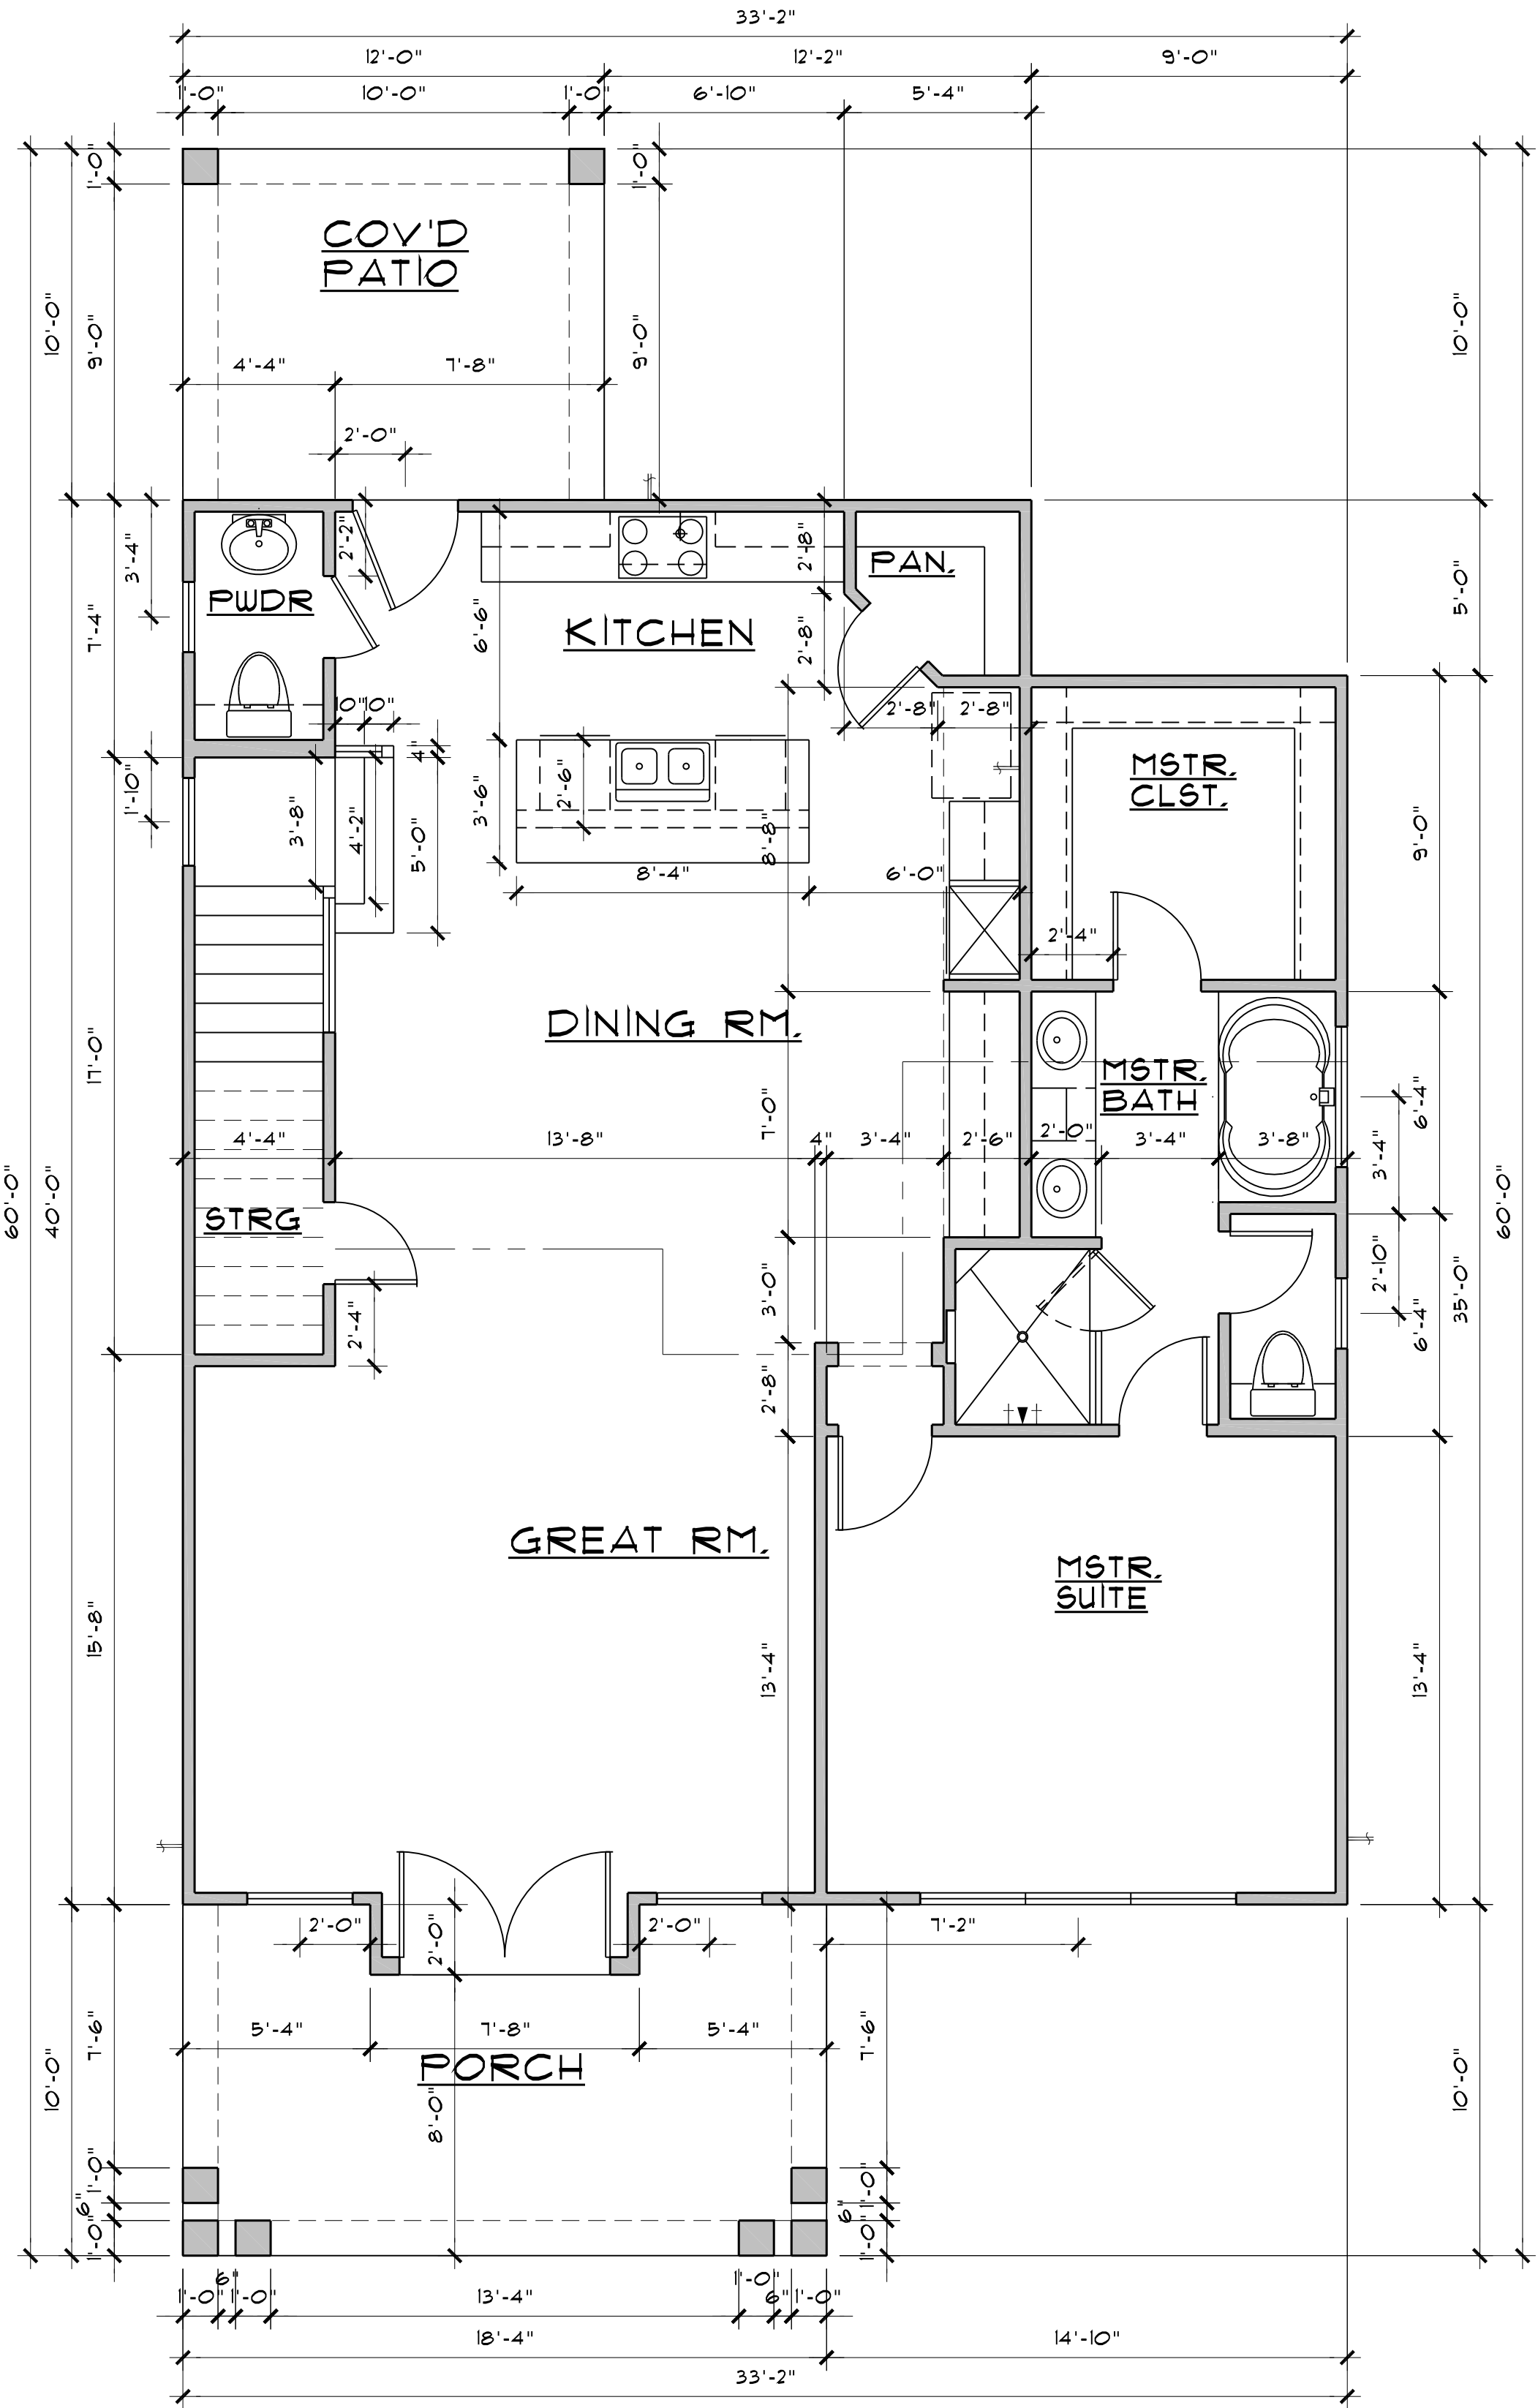 33'-2"
12'-0" 12'-2" 9'-0"
1'-0" 10'-0" 1'-0" 6'-10" 5'-4"
1'-0" 1'-0"
COV'D
PATIO
10'-0" 9'-0" 9'-0" 10'-0"
4'-4" 7'-8"
2'-0"
3'-4" 2'-2" 2'-8" PAN. 5'-0"
PWDR
7'-4" 6'-6" KITCHEN 2'-8"
10" 10" 2'-8" 2'-8"
4"
1'-10" 3'-8" 4'-2" 5'-0" 3'-6" 2'-6" 8'-8" MSTR.
CLST.
9'-0"
8'-4" 6'-0"
2'-4"
17'-0" DINING RM.
MSTR.
BATH
7'-0" 6'-4"
4'-4" 13'-8" 4" 3'-4" 2'-6" 2'-0" 3'-4" 3'-8" 3'-4"
60'-0" 40'-0" 60'-0"
STRG
3'-0" 2'-10" 35'-0"
2'-4" 6'-4"
2'-8"
GREAT RM.
MSTR.
SUITE
15'-8" 13'-4" 13'-4"
2'-0" 2'-0" 2'-0" 7'-2"
7'-6" 5'-4" 7'-8" 5'-4" 7'-6"
PORCH
10'-0" 8'-0" 10'-0"
1'-0" 1'-0"
6" 6"
1'-0" 1'-0"
1'-0" 6" 1'-0" 13'-4" 1'-0" 6" 1'-0"
18'-4" 14'-10"
33'-2"